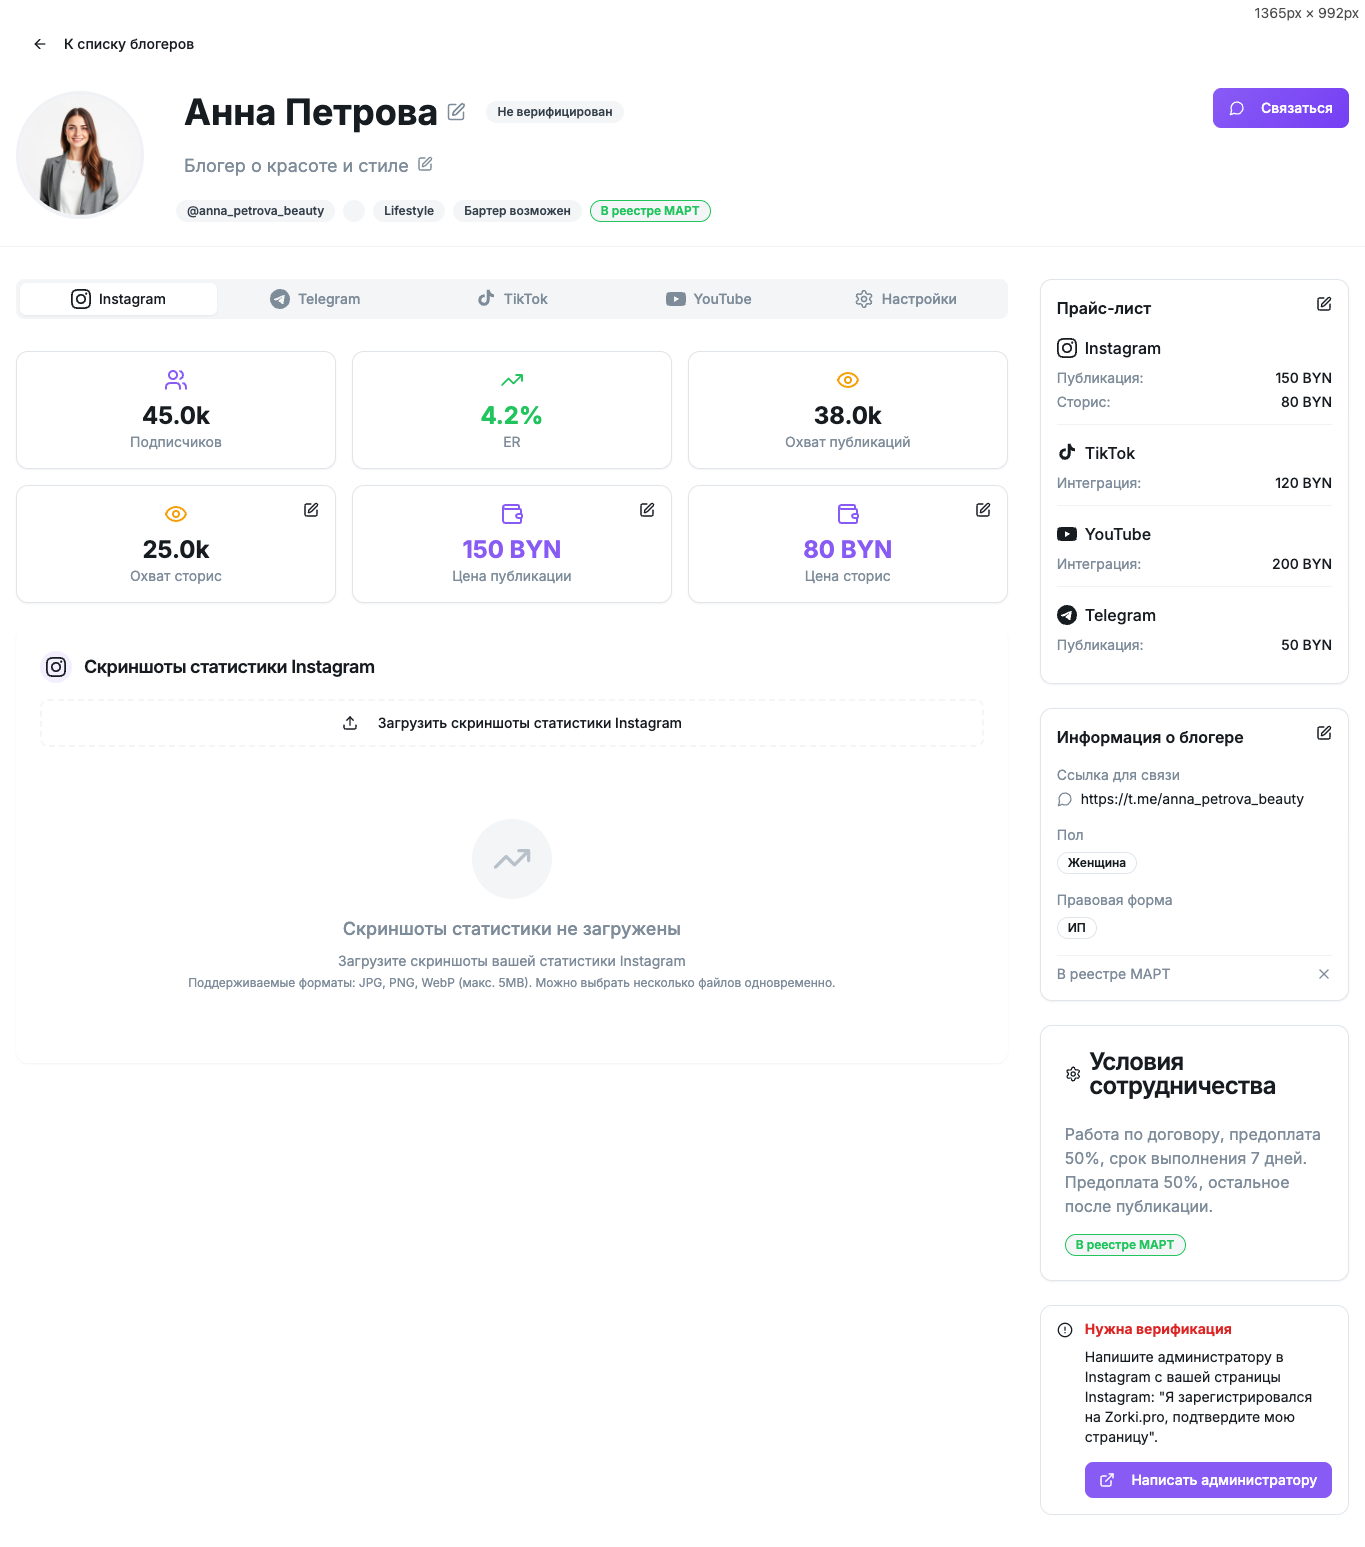 1365px × 992px
К списку блогеров
Анна Петрова
Не верифицирован
Связаться
Блогер о красоте и стиле
@anna_petrova_beauty
Lifestyle
Бартер возможен
В реестре МАРТ
Instagram
Telegram
TikTok
YouTube
Настройки
45.0k
Подписчиков
4.2%
ER
38.0k
Охват публикаций
25.0k
Охват сторис
150 BYN
Цена публикации
80 BYN
Цена сторис
Скриншоты статистики Instagram
Загрузить скриншоты статистики Instagram
Скриншоты статистики не загружены
Загрузите скриншоты вашей статистики Instagram
Поддерживаемые форматы: JPG, PNG, WebP (макс. 5MB). Можно выбрать несколько файлов одновременно.
Прайс-лист
Instagram
Публикация: 150 BYN
Сторис: 80 BYN
TikTok
Интеграция: 120 BYN
YouTube
Интеграция: 200 BYN
Telegram
Публикация: 50 BYN
Информация о блогере
Ссылка для связи
https://t.me/anna_petrova_beauty
Пол
Женщина
Правовая форма
ИП
В реестре МАРТ
Условия
сотрудничества
Работа по договору, предоплата
50%, срок выполнения 7 дней.
Предоплата 50%, остальное
после публикации.
В реестре МАРТ
Нужна верификация
Напишите администратору в
Instagram с вашей страницы
Instagram: "Я зарегистрировался
на Zorki.pro, подтвердите мою
страницу".
Написать администратору